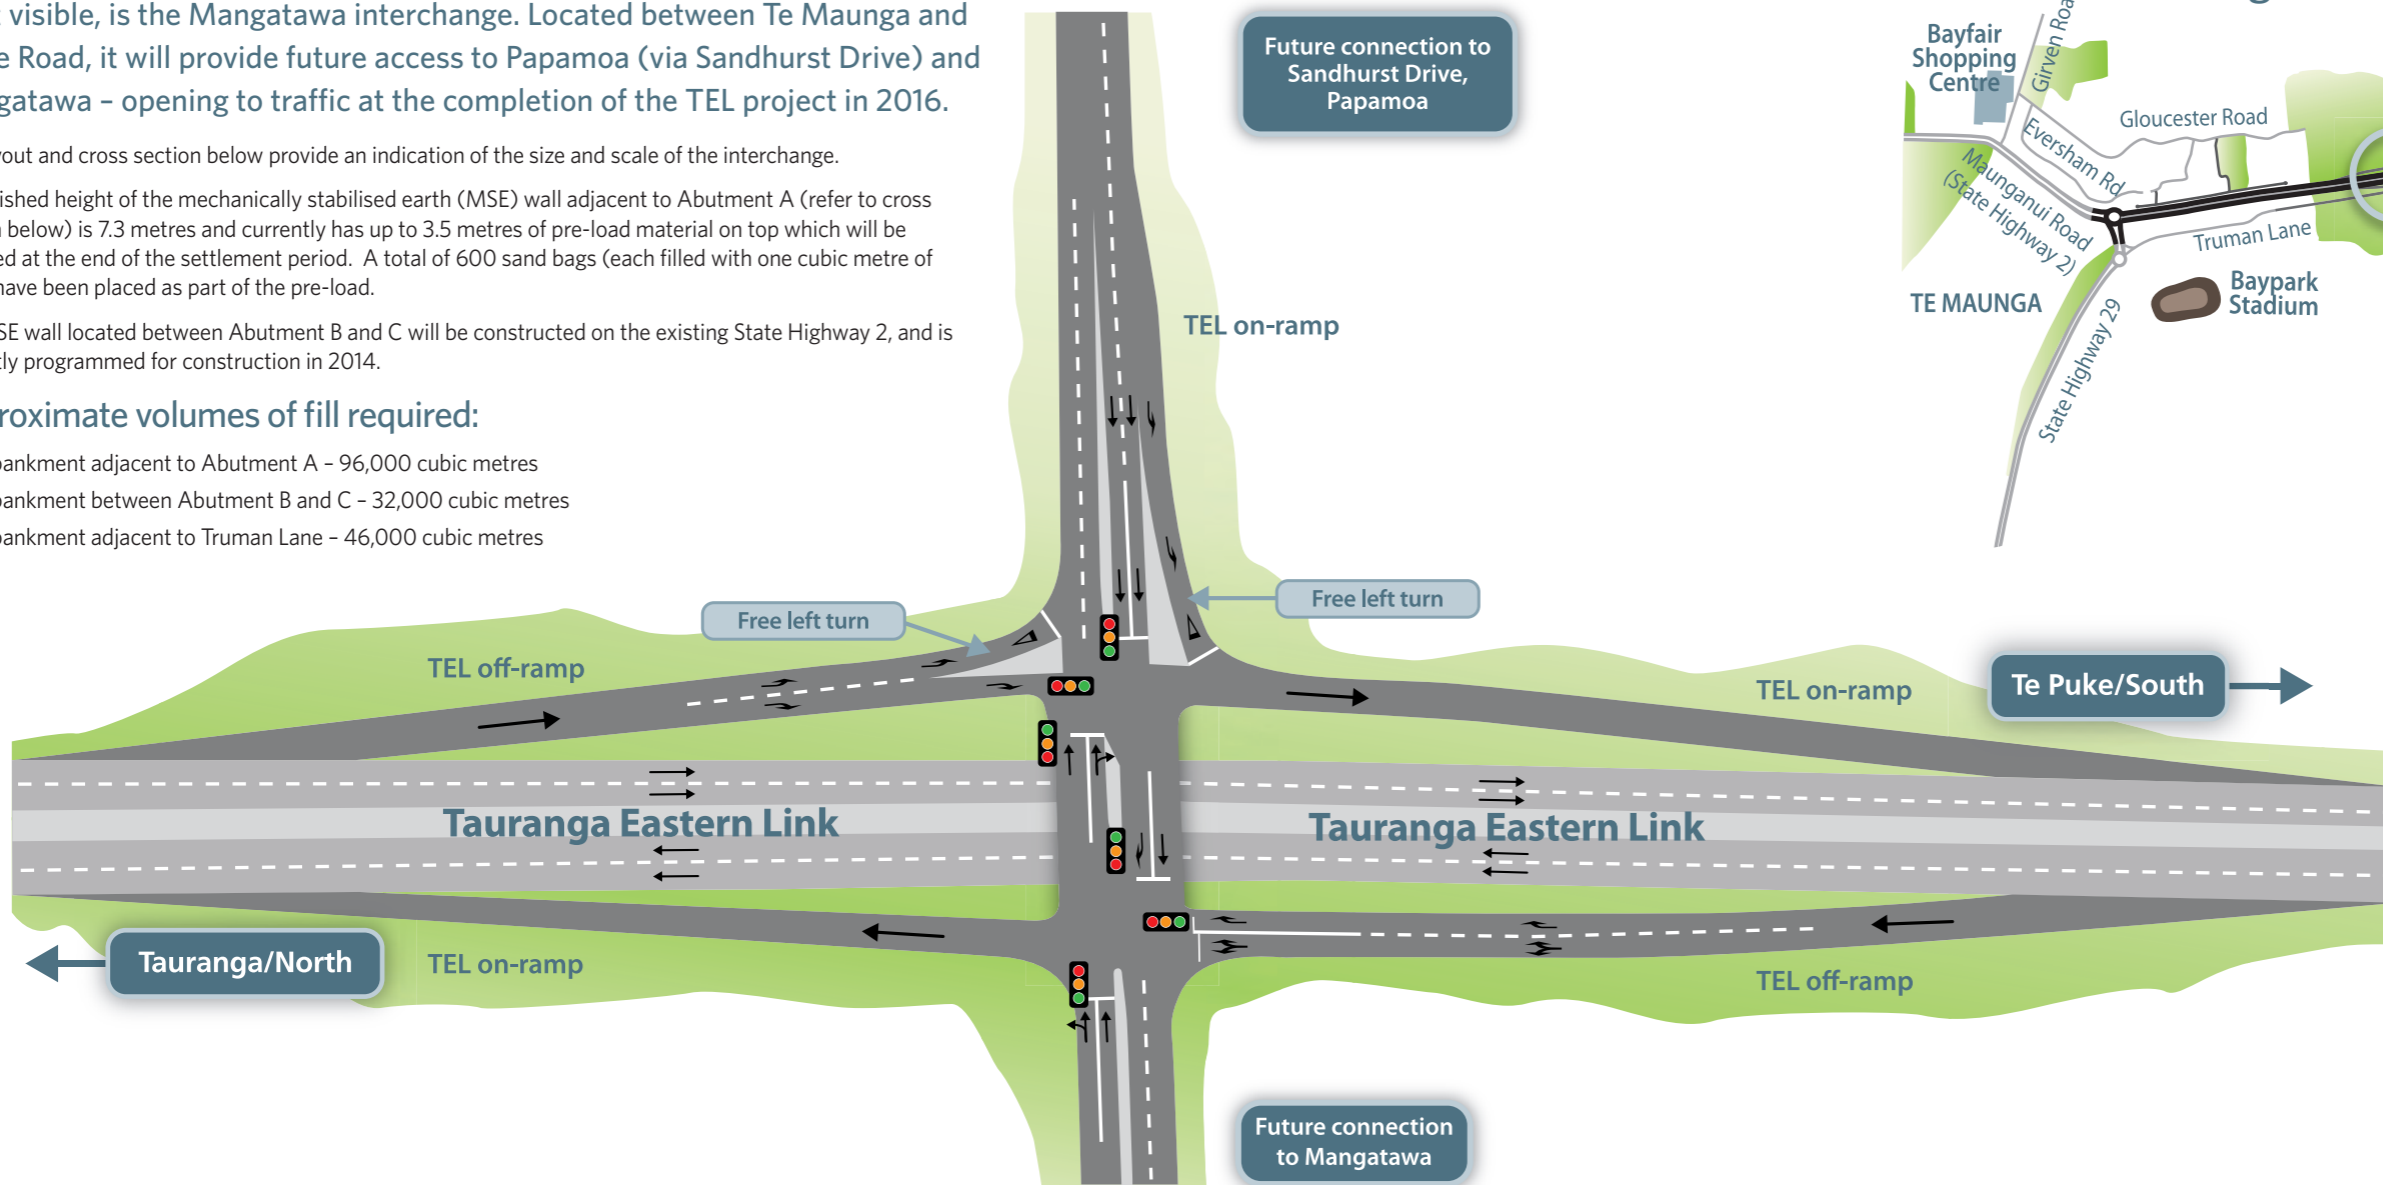 visible, is the Mangatawa interchange. Located between Te Maunga and
Road, it will provide future access to Papamoa (via Sandhurst Drive) and
gatawa – opening to traffic at the completion of the TEL project in 2016.
out and cross section below provide an indication of the size and scale of the interchange.
ished height of the mechanically stabilised earth (MSE) wall adjacent to Abutment A (refer to cross
below) is 7.3 metres and currently has up to 3.5 metres of pre-load material on top which will be
ed at the end of the settlement period. A total of 600 sand bags (each filled with one cubic metre of
have been placed as part of the pre-load.
SE wall located between Abutment B and C will be constructed on the existing State Highway 2, and is
ly programmed for construction in 2014.
roximate volumes of fill required:
bankment adjacent to Abutment A – 96,000 cubic metres
bankment between Abutment B and C – 32,000 cubic metres
bankment adjacent to Truman Lane – 46,000 cubic metres
Future connection to
Sandhurst Drive,
Papamoa
Bayfair
Shopping
Centre
Girven Roa
Gloucester Road
Eversham Rd
Maunganui Road
(State Highway 2)
Truman Lane
TE MAUNGA
Baypark
Stadium
State Highway 29
TEL on-ramp
Free left turn
Free left turn
TEL off-ramp
TEL on-ramp
Te Puke/South
Tauranga Eastern Link
Tauranga Eastern Link
Tauranga/North
TEL on-ramp
TEL off-ramp
Future connection
to Mangatawa